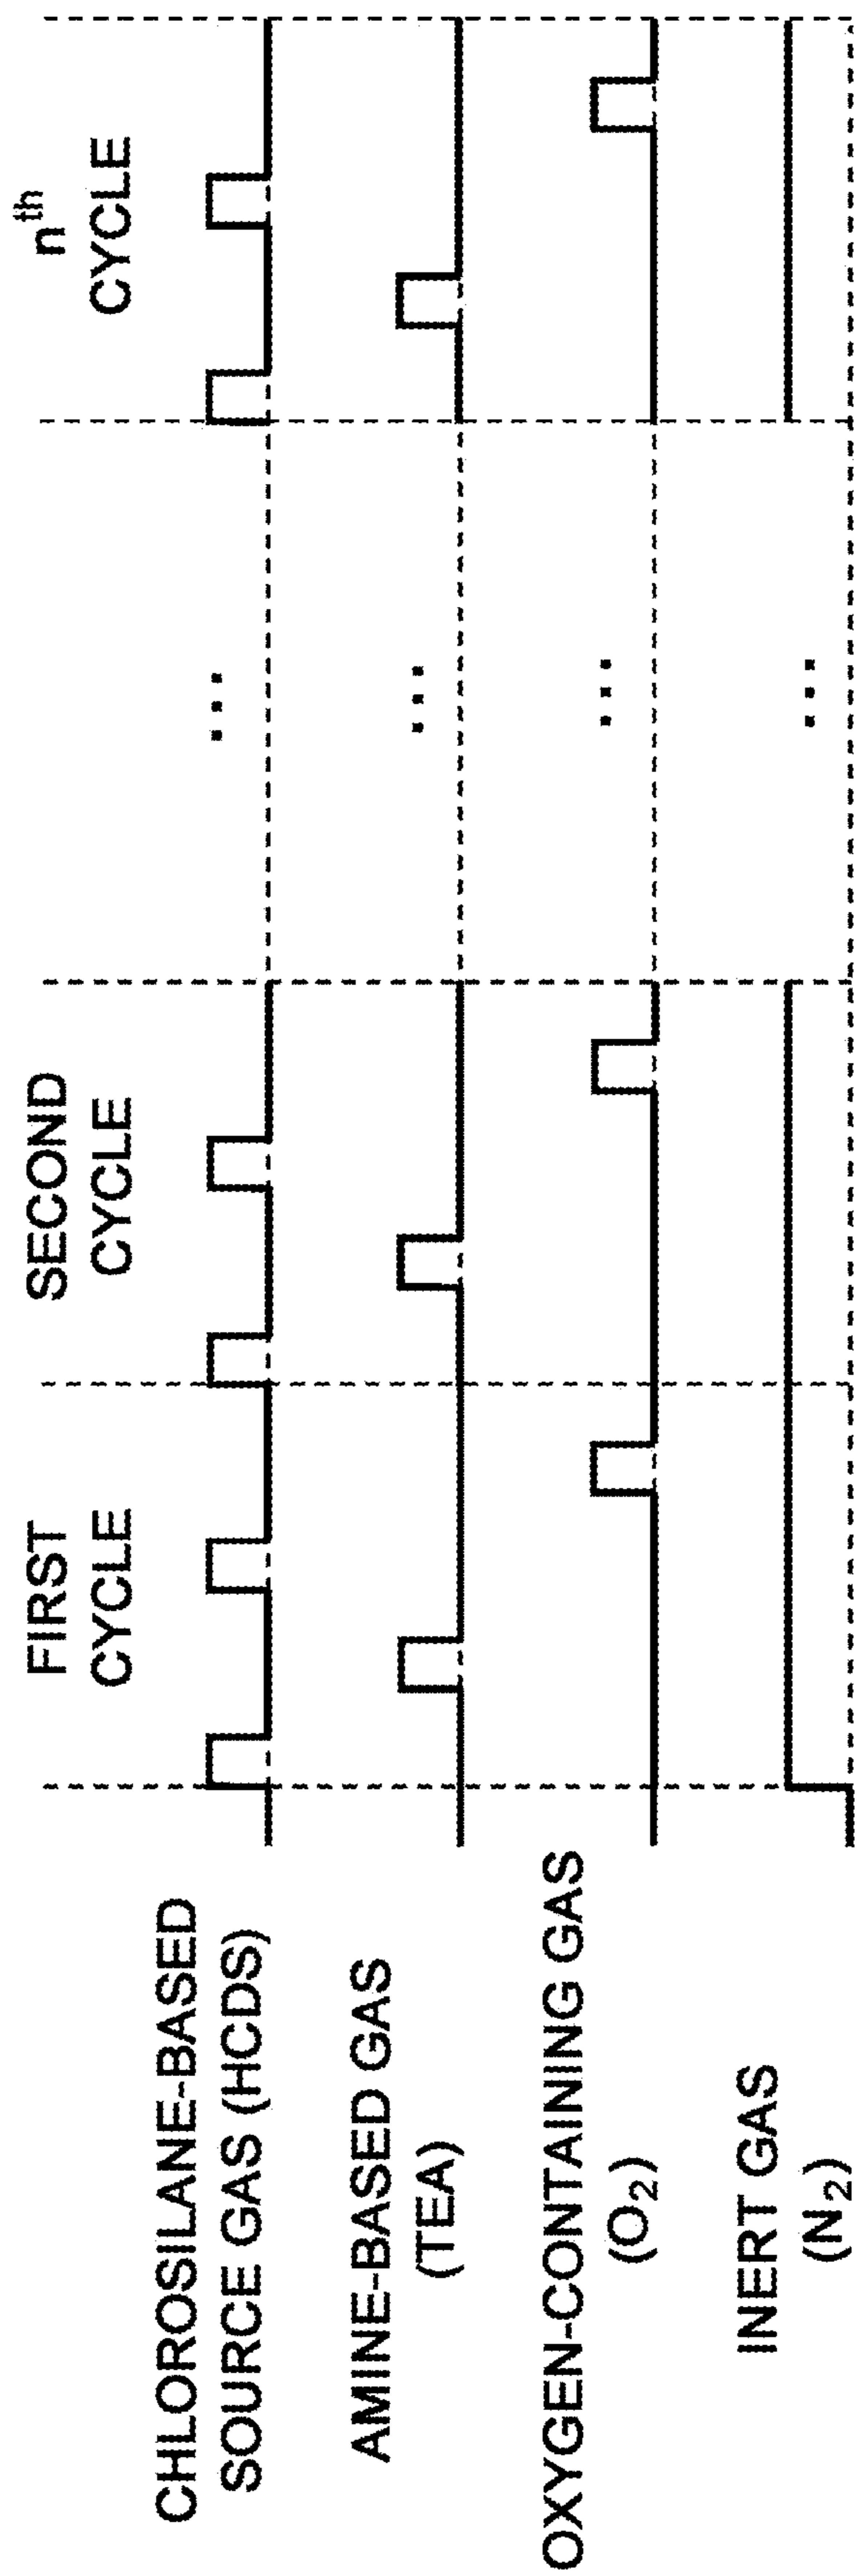 FIRST
CYCLE
SECOND
CYCLE
...
nth
CYCLE
CHLOROSILANE-BASED
SOURCE GAS (HCDS)
...
AMINE-BASED GAS
(TEA)
...
OXYGEN-CONTAINING GAS
(O2)
...
INERT GAS
(N2)